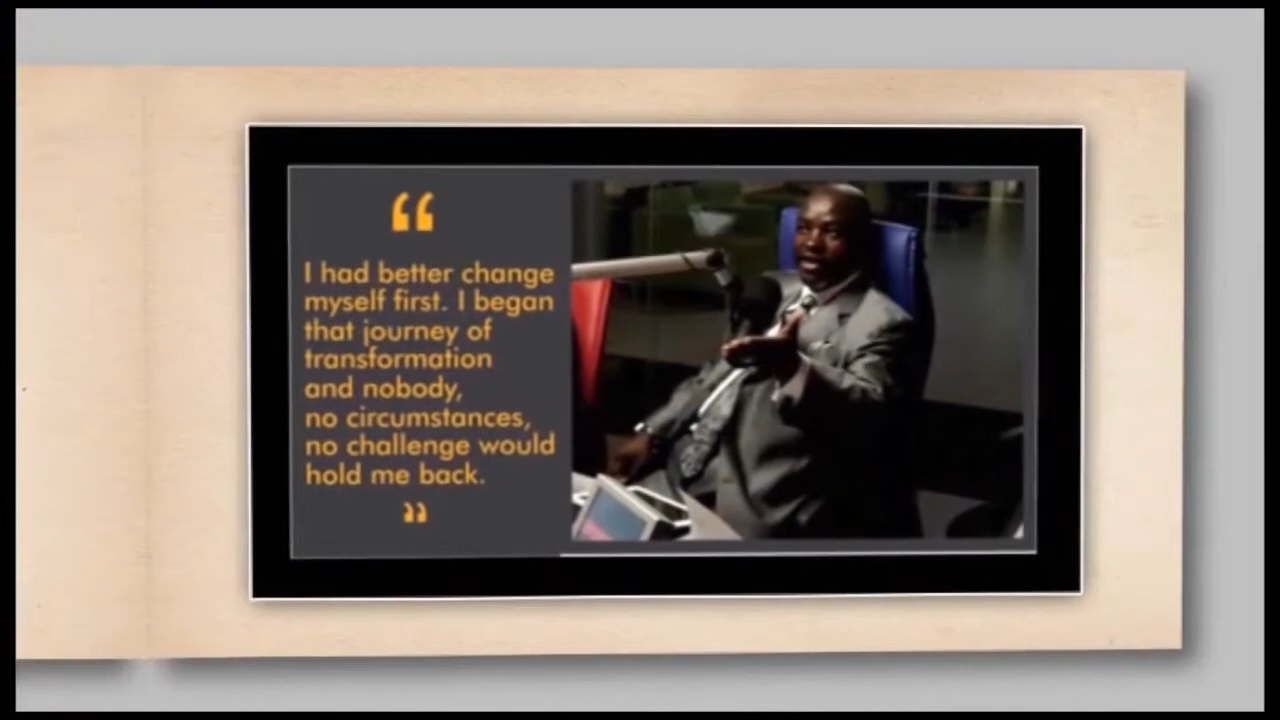 “
I had better change
myself first. I began
that journey of
transformation
and nobody,
no circumstances,
no challenge would
hold me back.
”